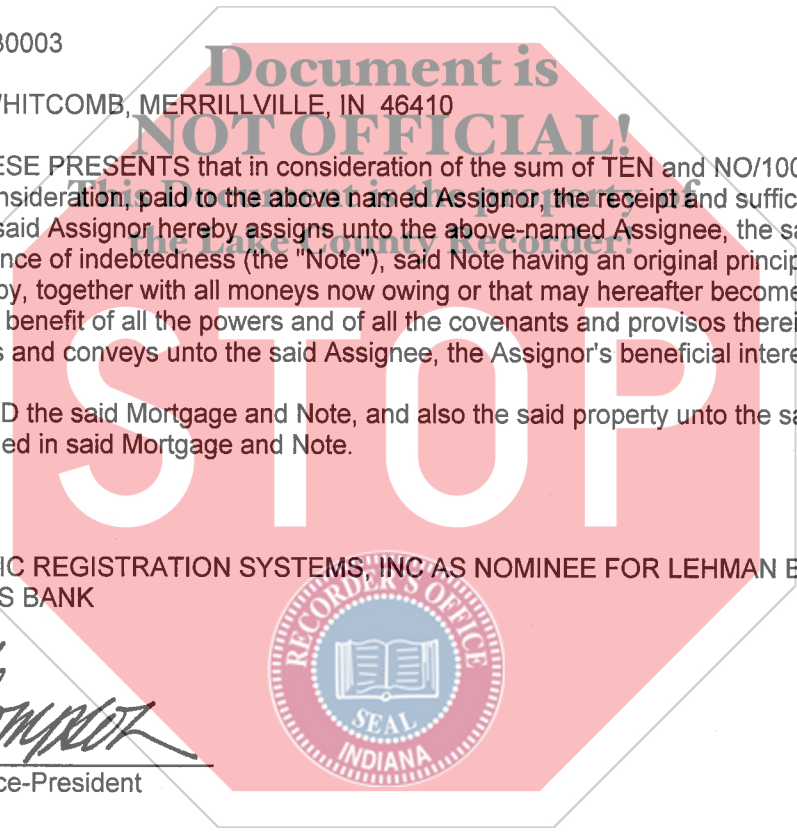 30003
Document is
WHITCOMB, MERRILLVILLE, IN 46410
NOT OFFICIAL!
ESE PRESENTS that in consideration of the sum of TEN and NO/100
nsideration, paid to the above named Assignor, the receipt and suffic
This Document is the property of
said Assignor hereby assigns unto the above-named Assignee, the sa
the Lake County Recorder!
nce of indebtedness (the "Note"), said Note having an original princip
by, together with all moneys now owing or that may hereafter become
benefit of all the powers and of all the covenants and provisos therei
s and conveys unto the said Assignee, the Assignor's beneficial intere
STOP
D the said Mortgage and Note, and also the said property unto the sa
ed in said Mortgage and Note.
IC REGISTRATION SYSTEMS, INC AS NOMINEE FOR LEHMAN B
S BANK
RECORDER'S OFFICE
SEAL
INDIANA
ce-President